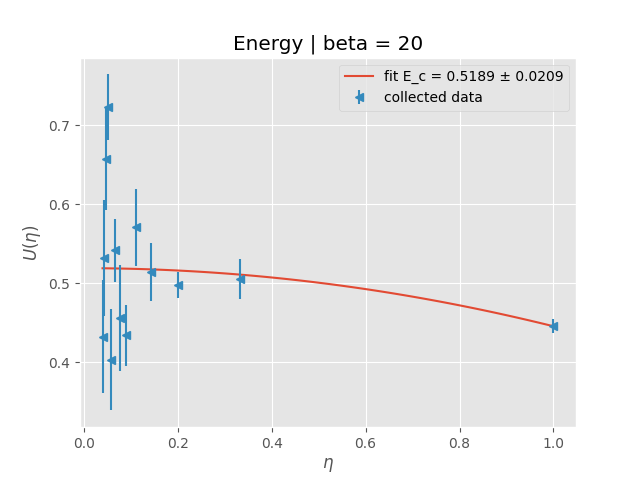 Energy | beta = 20
fit E_c = 0.5189 ± 0.0209
collected data
U(η)
0.7
0.6
0.5
0.4
0.0 0.2 0.4 0.6 0.8 1.0
η